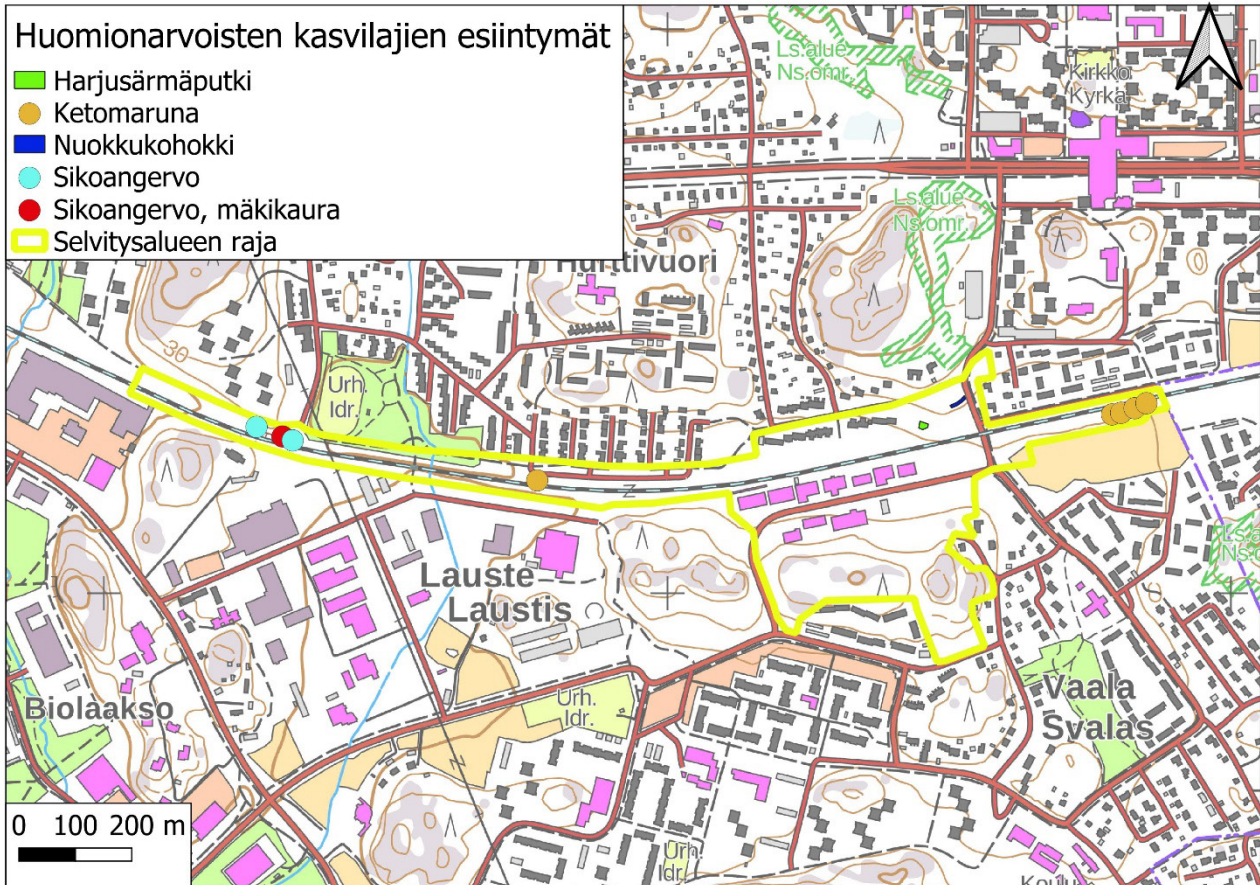 Huomionarvoisten kasvilajien esiintymät
Harjusärmäputki
Ketomaruna
Nuokkukohokki
Sikoangervo
Sikoangervo, mäkikaura
Selvitysalueen raja
Ls.alue
Ns.omr.
Kirkko
Kyrka
Ls.alue
Ns.omr.
Hurttivuori
30
Urh.
Idr.
Z
Lauste
Laustis
Biolaakso
Urh.
Idr.
Vaala
Svalas
Urh.
Idr.
0 100 200 m